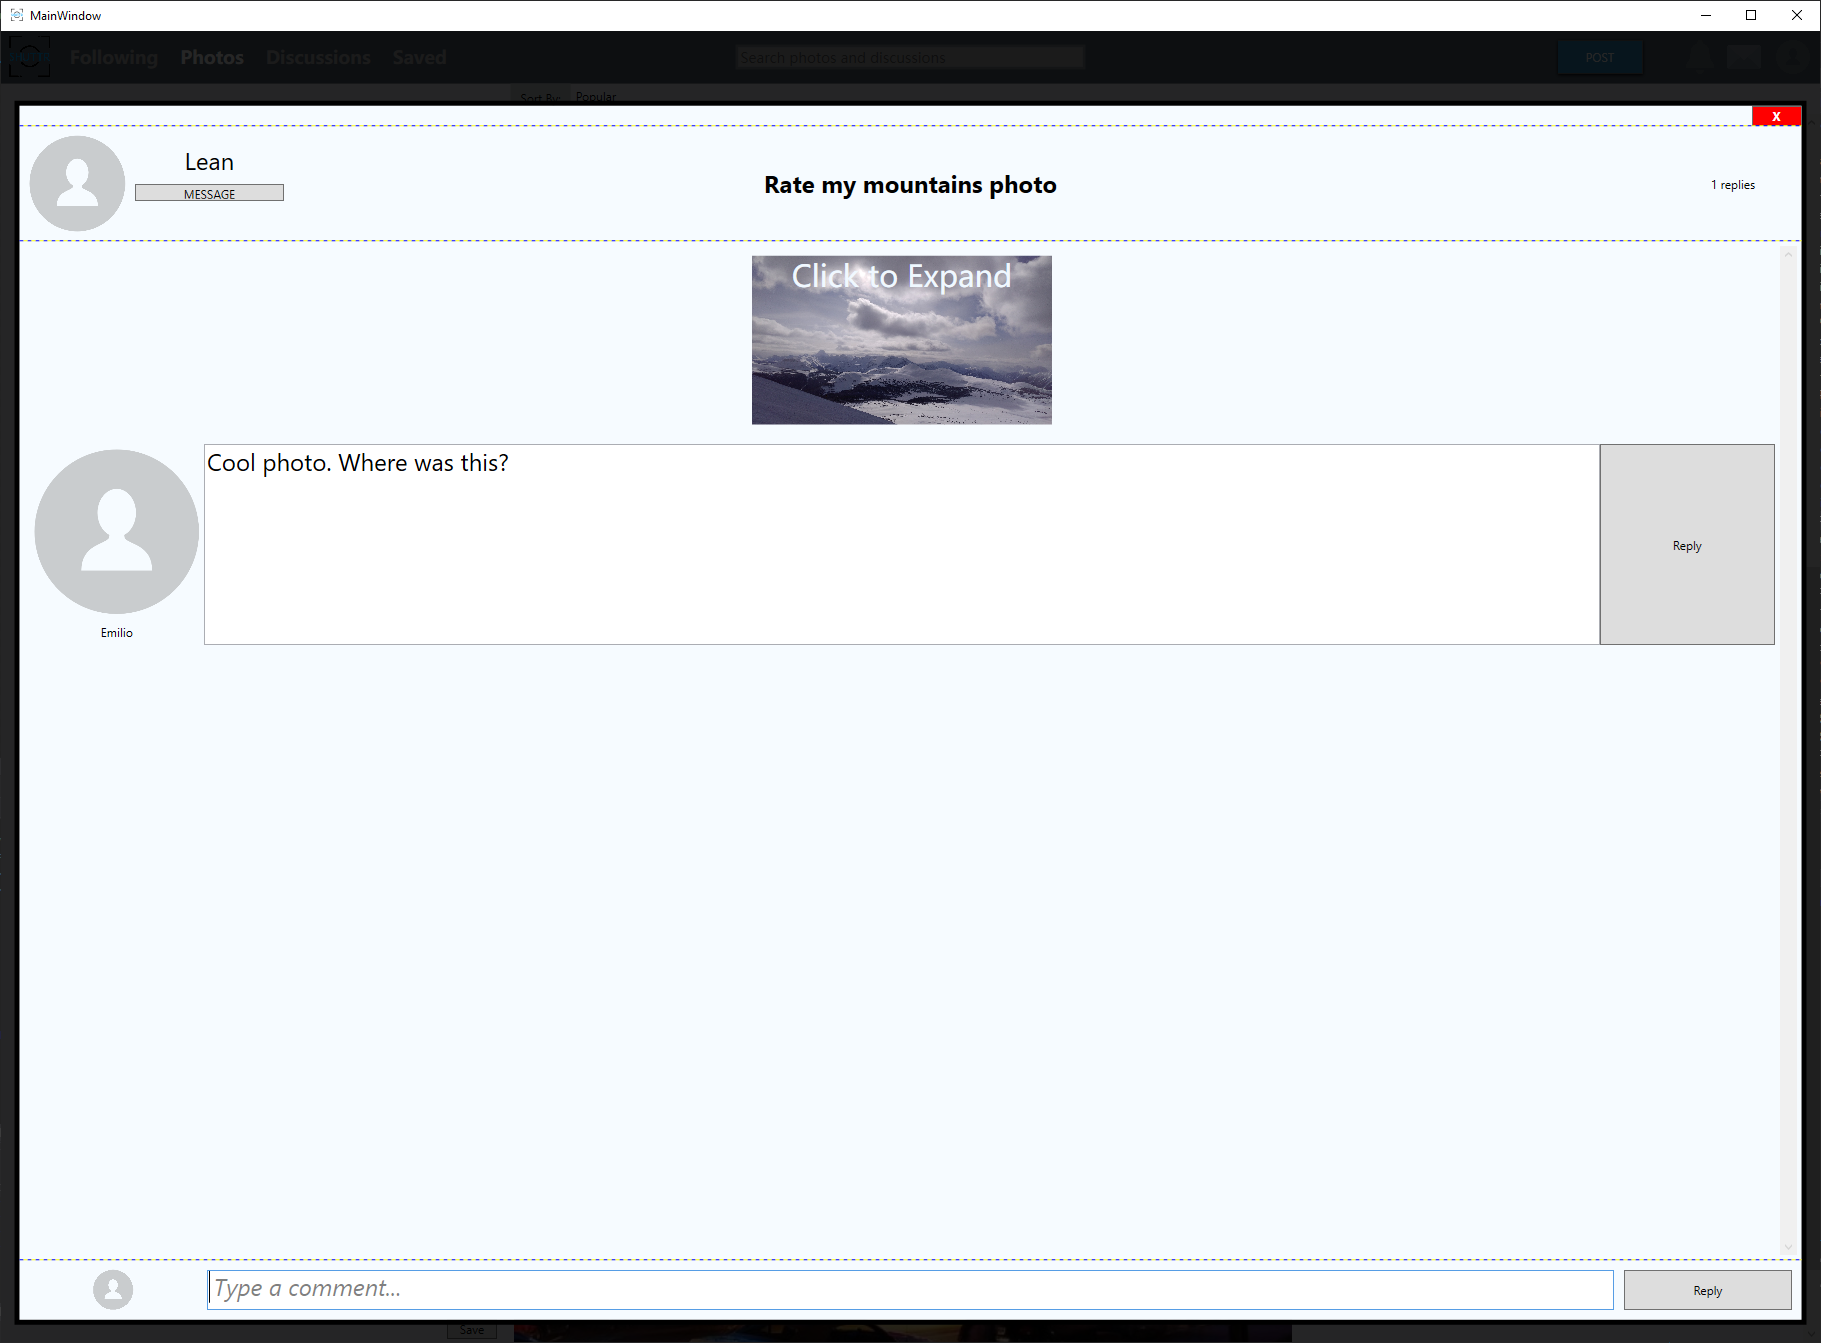 MainWindow
Following Photos Discussions Saved Search photos and discussions POST
Sort By: Popular
X
Lean
MESSAGE
Rate my mountains photo
1 replies
Click to Expand
Cool photo. Where was this?
Reply
Emilio
Type a comment...
Reply
Save